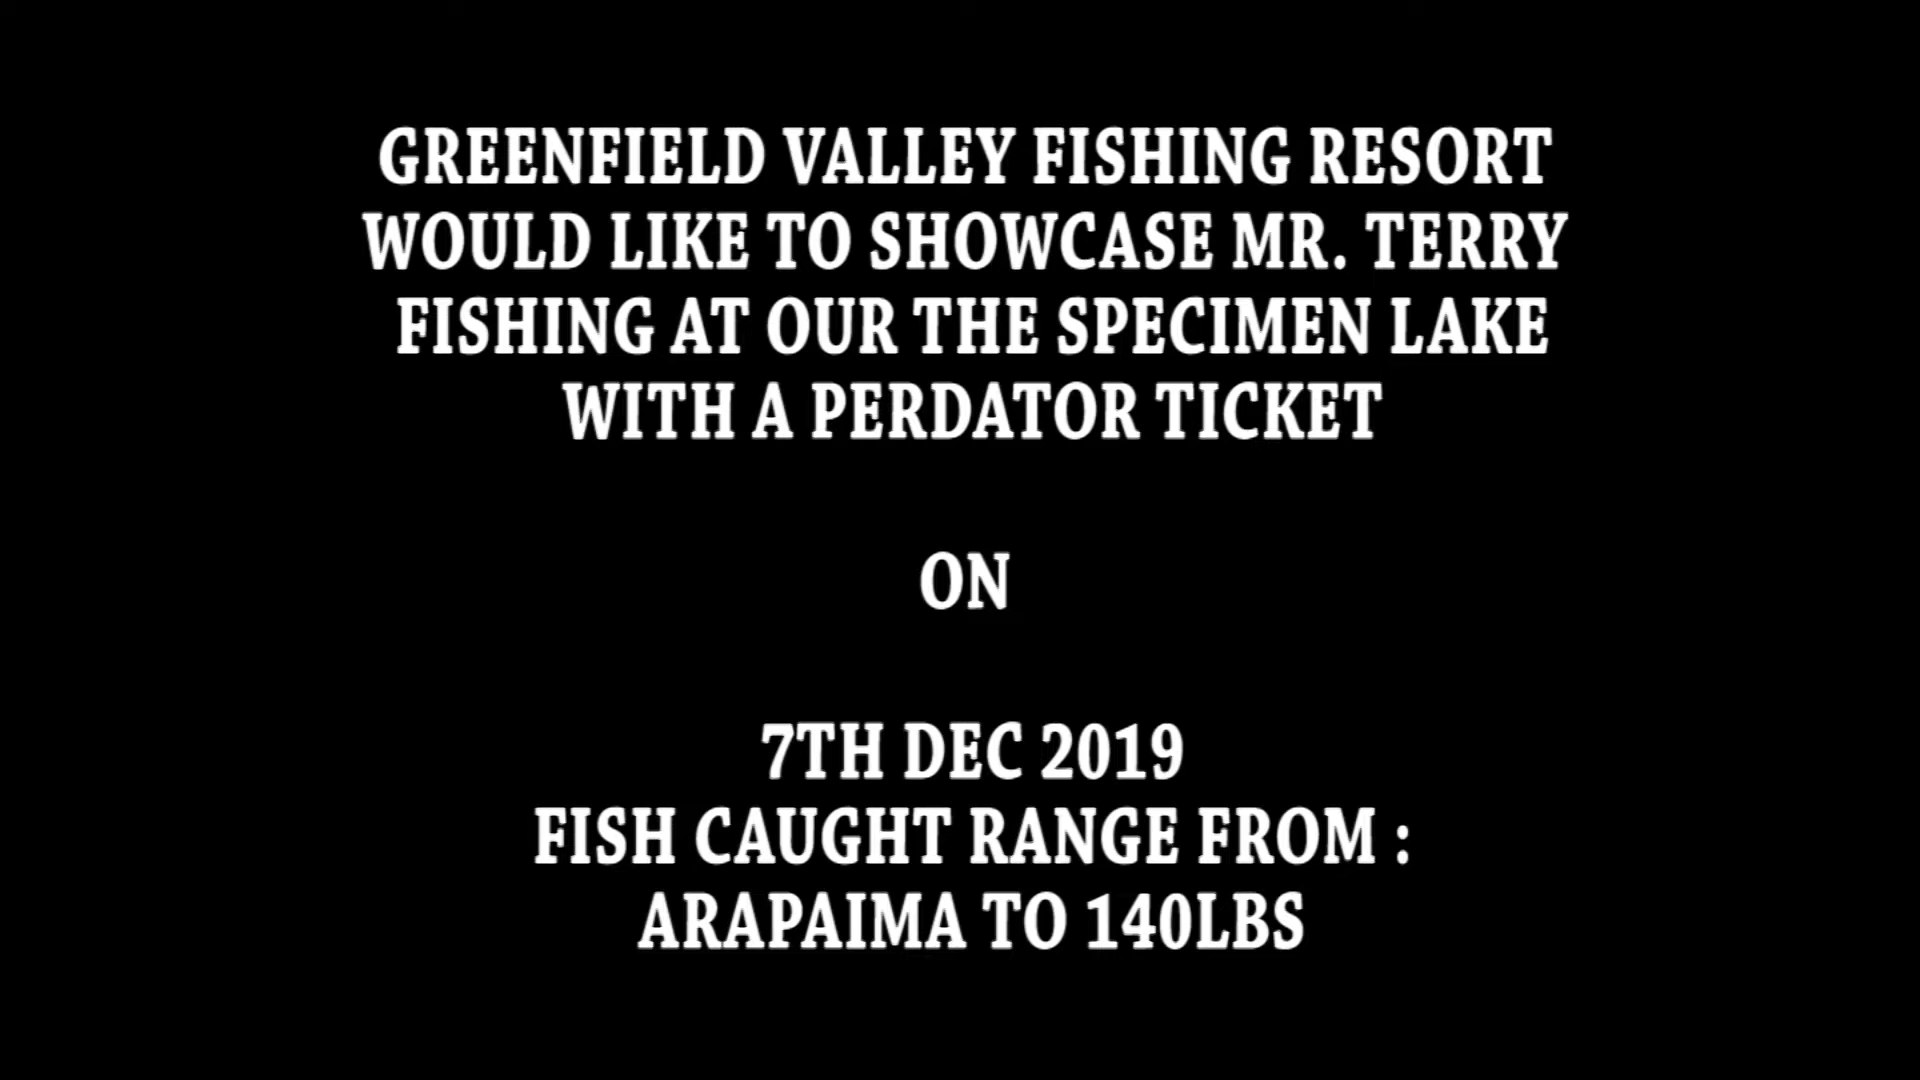 GREENFIELD VALLEY FISHING RESORT
WOULD LIKE TO SHOWCASE MR. TERRY
FISHING AT OUR THE SPECIMEN LAKE
WITH A PERDATOR TICKET
ON
7TH DEC 2019
FISH CAUGHT RANGE FROM :
ARAPAIMA TO 140LBS